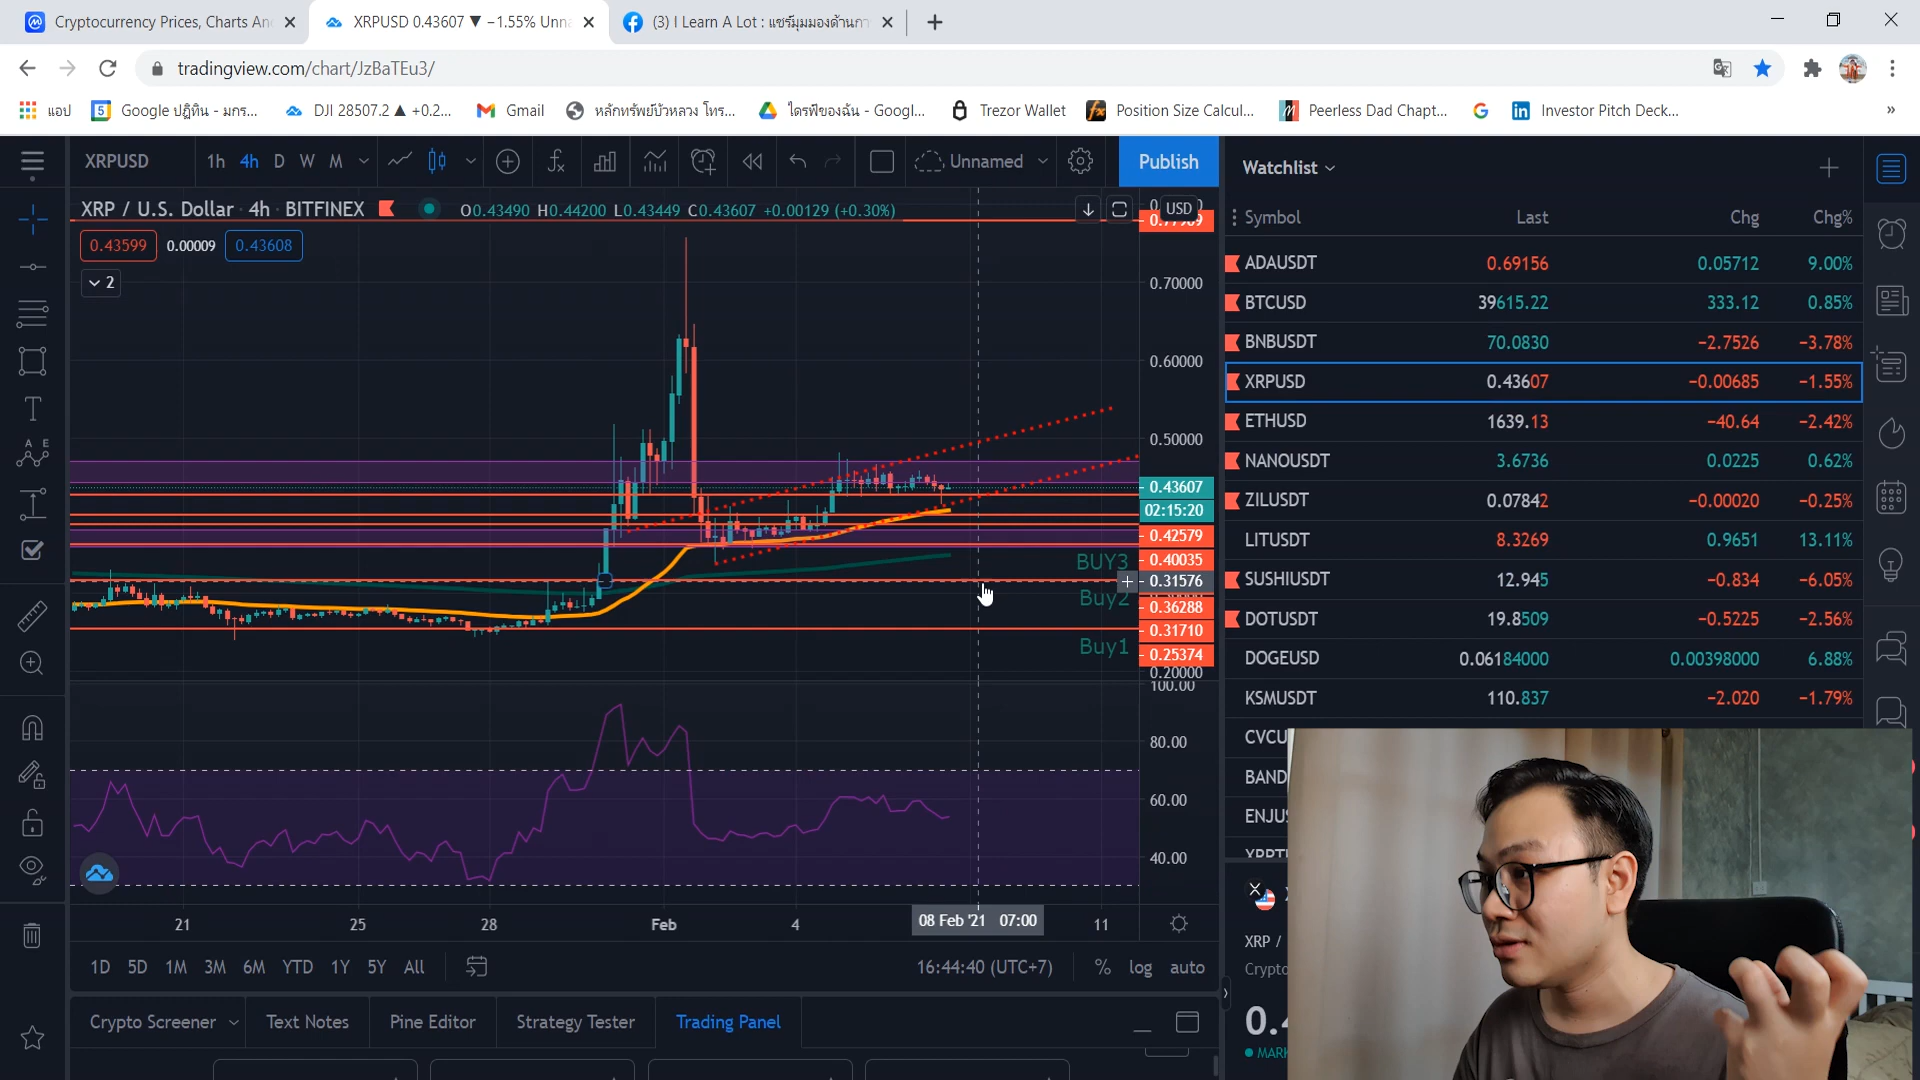 Cryptocurrency Prices, Charts An
XRPUSD 0.43607 ▼ −1.55% Unna
(3) I Learn A Lot : แชร์มุมมองด้านกา
tradingview.com/chart/JzBaTEu3/
แอป
5 Google ปฏิทิน - มกร...
DJI 28507.2 ▲ +0.2...
Gmail
หลักทรัพย์บัวหลวง โทร...
ไดรฟ์ของฉัน - Googl...
Trezor Wallet
Position Size Calcul...
Peerless Dad Chapt...
Investor Pitch Deck...
»
XRPUSD 1h 4h D W M
Unnamed
Publish
XRP / U.S. Dollar · 4h · BITFINEX O0.43490 H0.44200 L0.43449 C0.43607 +0.00129 (+0.30%)
USD
0.43599 0.00009 0.43608
2
0.70000
0.60000
0.50000
0.43607
02:15:20
0.42579
0.40035
0.31576
0.36288
0.31710
0.25374
0.20000
BUY3
Buy2
Buy1
100.00
80.00
60.00
40.00
21 25 28 Feb 4 08 Feb '21 07:00 11
1D 5D 1M 3M 6M YTD 1Y 5Y All
16:44:40 (UTC+7) % log auto
Crypto Screener Text Notes Pine Editor Strategy Tester Trading Panel
Watchlist
Symbol Last Chg Chg%
ADAUSDT 0.69156 0.05712 9.00%
BTCUSD 39615.22 333.12 0.85%
BNBUSDT 70.0830 −2.7526 −3.78%
XRPUSD 0.43607 −0.00685 −1.55%
ETHUSD 1639.13 −40.64 −2.42%
NANOUSDT 3.6736 0.0225 0.62%
ZILUSDT 0.07842 −0.00020 −0.25%
LITUSDT 8.3269 0.9651 13.11%
SUSHIUSDT 12.945 −0.834 −6.05%
DOTUSDT 19.8509 −0.5225 −2.56%
DOGEUSD 0.06184000 0.00398000 6.88%
KSMUSDT 110.837 −2.020 −1.79%
CVCU
BAND
ENJU
XRP /
Crypto
0.
MARK